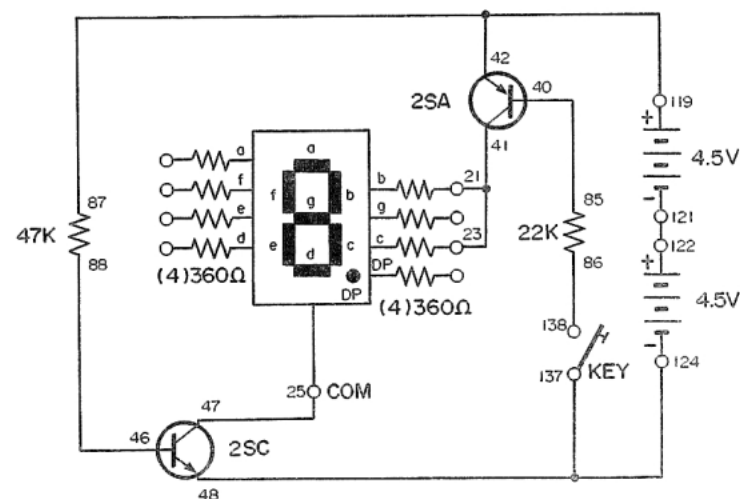 42
2SA
40
41
119
+
4.5V
-
121
122
+
4.5V
-
124
a
f
e
d
(4)360Ω
a
f
g
b
e
d
c
DP
b
g
c
DP
21
23
(4)360Ω
87
47K
88
85
22K
86
138
137
KEY
25
COM
47
46
2SC
48